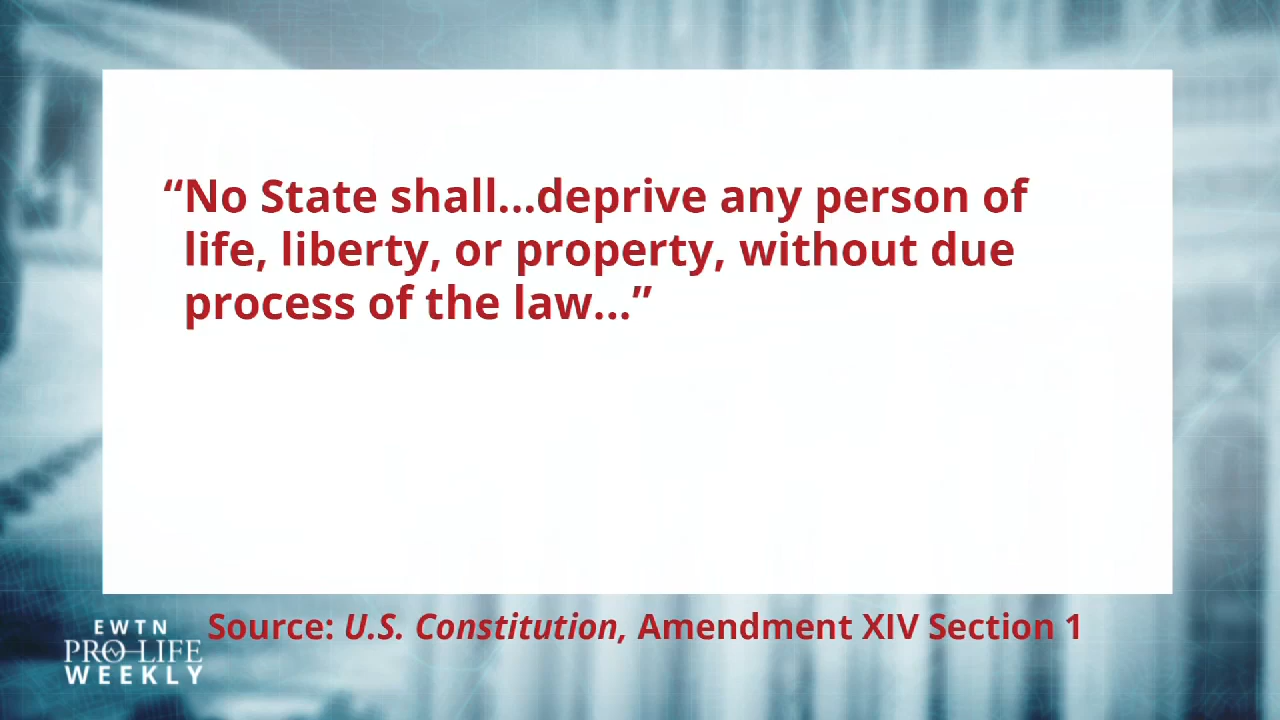 “No State shall...deprive any person of
life, liberty, or property, without due
process of the law...”
Source: U.S. Constitution, Amendment XIV Section 1
EWTN
PRO-LIFE
WEEKLY